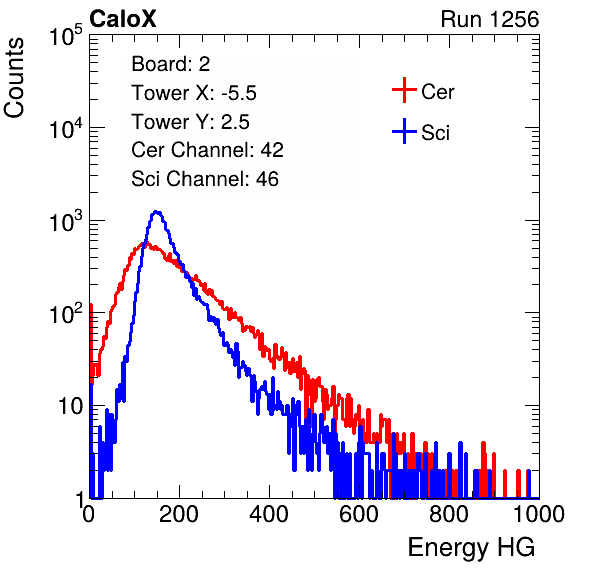 CaloX Run 1256
Counts
Board: 2
Tower X: -5.5
Tower Y: 2.5
Cer Channel: 42
Sci Channel: 46
Cer
Sci
10^5
10^4
10^3
10^2
10
1
0 200 400 600 800 1000
Energy HG